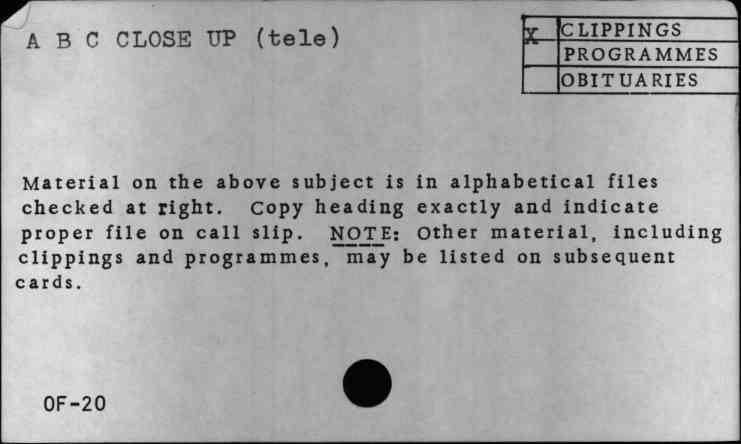 A B C CLOSE UP (tele)
X CLIPPINGS
PROGRAMMES
OBITUARIES
Material on the above subject is in alphabetical files
checked at right. Copy heading exactly and indicate
proper file on call slip. NOTE: Other material, including
clippings and programmes, may be listed on subsequent
cards.
OF-20